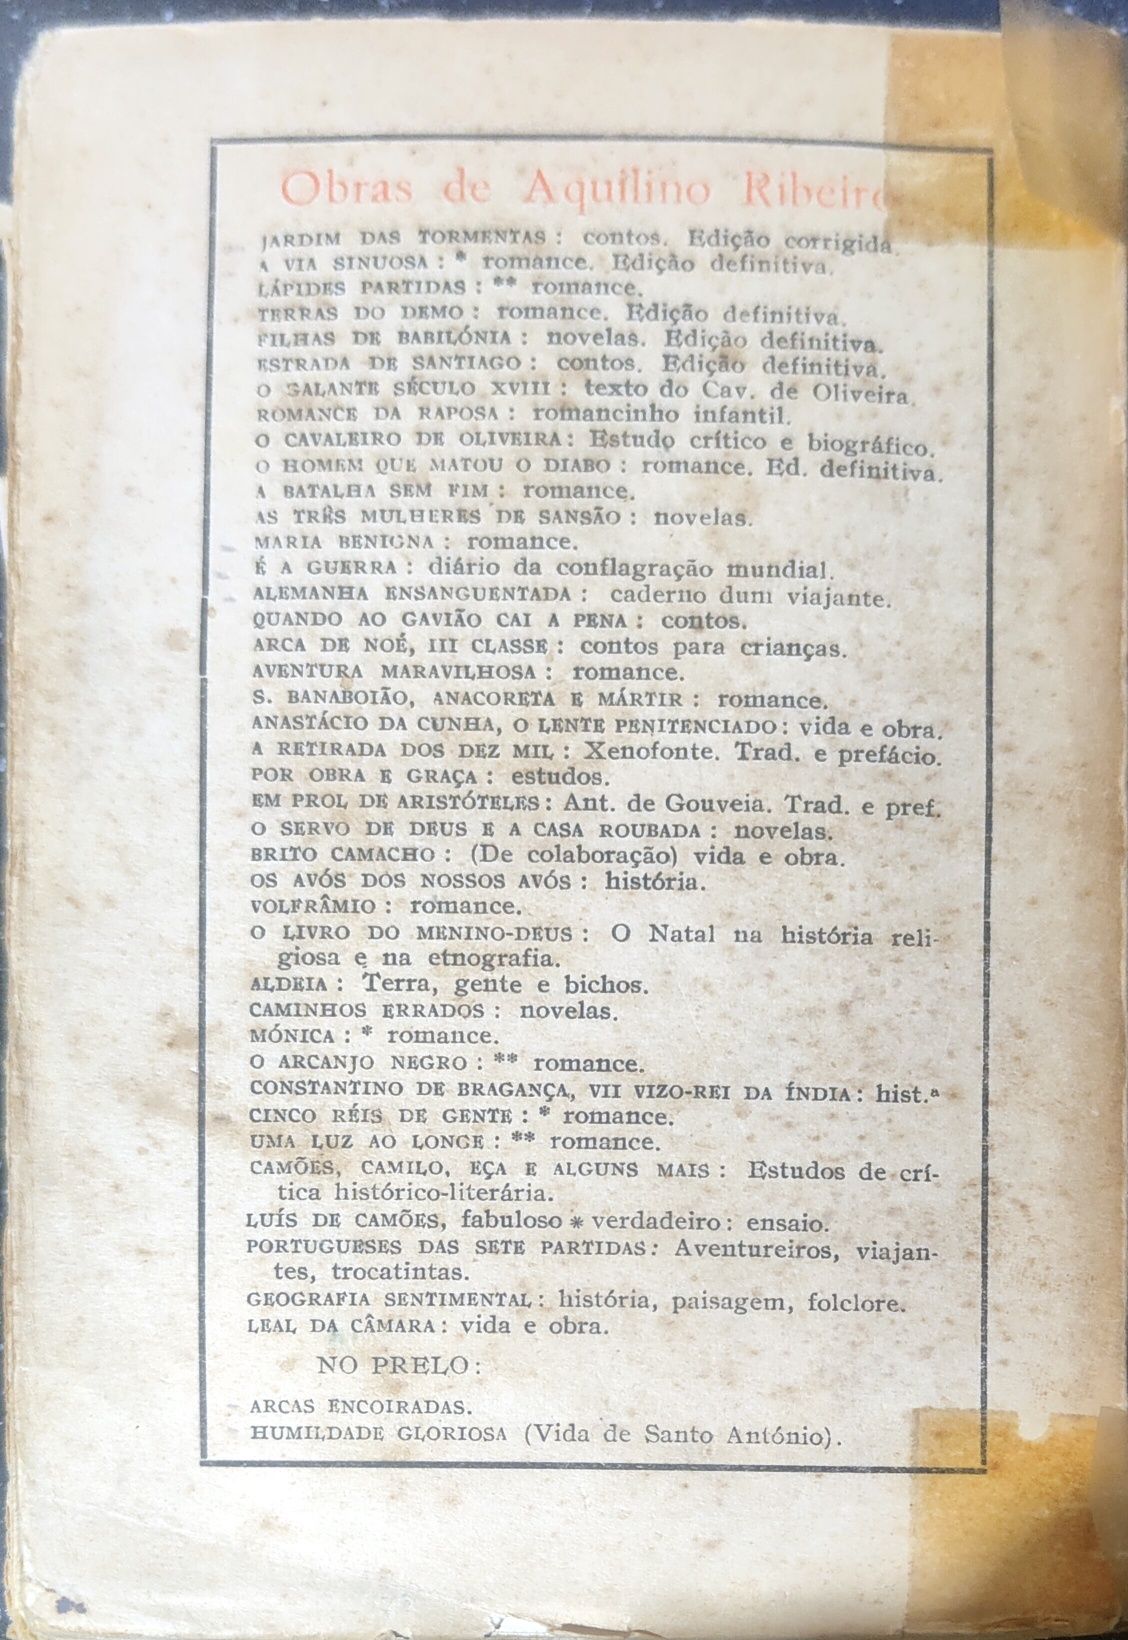 Obras de Aquilino Ribeiro
JARDIM DAS TORMENTAS : contos. Edição corrigida.
A VIA SINUOSA : * romance. Edição definitiva.
LÁPIDES PARTIDAS : ** romance.
TERRAS DO DEMO : romance. Edição definitiva.
FILHAS DE BABILÓNIA : novelas. Edição definitiva.
ESTRADA DE SANTIAGO : contos. Edição definitiva.
O GALANTE SÉCULO XVIII : texto do Cav. de Oliveira.
ROMANCE DA RAPOSA : romancinho infantil.
O CAVALEIRO DE OLIVEIRA : Estudo crítico e biográfico.
O HOMEM QUE MATOU O DIABO : romance. Ed. definitiva.
A BATALHA SEM FIM : romance.
AS TRÊS MULHERES DE SANSÃO : novelas.
MARIA BENIGNA : romance.
É A GUERRA : diário da conflagração mundial.
ALEMANHA ENSANGUENTADA : caderno dum viajante.
QUANDO AO GAVIÃO CAI A PENA : contos.
ARCA DE NOÉ, III CLASSE : contos para crianças.
AVENTURA MARAVILHOSA : romance.
S. BANABOIÃO, ANACORETA E MÁRTIR : romance.
ANASTÁCIO DA CUNHA, O LENTE PENITENCIADO : vida e obra.
A RETIRADA DOS DEZ MIL : Xenofonte. Trad. e prefácio.
POR OBRA E GRAÇA : estudos.
EM PROL DE ARISTÓTELES : Ant. de Gouveia. Trad. e pref.
O SERVO DE DEUS E A CASA ROUBADA : novelas.
BRITO CAMACHO : (De colaboração) vida e obra.
OS AVÓS DOS NOSSOS AVÓS : história.
VOLFRÂMIO : romance.
O LIVRO DO MENINO-DEUS : O Natal na história reli-
giosa e na etnografia.
ALDEIA : Terra, gente e bichos.
CAMINHOS ERRADOS : novelas.
MÓNICA : * romance.
O ARCANJO NEGRO : ** romance.
CONSTANTINO DE BRAGANÇA, VII VIZO-REI DA ÍNDIA : hist.ª
CINCO RÉIS DE GENTE : * romance.
UMA LUZ AO LONGE : ** romance.
CAMÕES, CAMILO, EÇA E ALGUNS MAIS : Estudos de crí-
tica histórico-literária.
LUÍS DE CAMÕES, fabuloso * verdadeiro : ensaio.
PORTUGUESES DAS SETE PARTIDAS : Aventureiros, viajan-
tes, trocatintas.
GEOGRAFIA SENTIMENTAL : história, paisagem, folclore.
LEAL DA CÂMARA : vida e obra.
NO PRELO :
ARCAS ENCOIRADAS.
HUMILDADE GLORIOSA (Vida de Santo António).